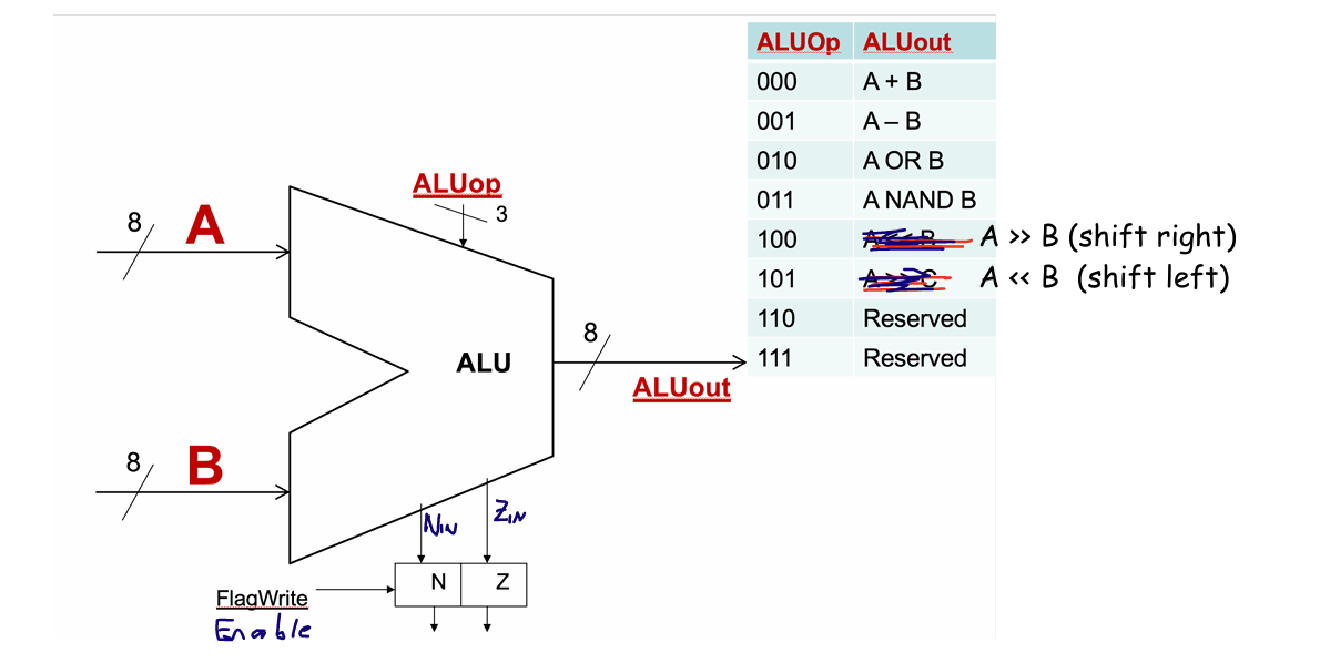 ALUOp ALUout
000 A + B
001 A – B
010 A OR B
011 A NAND B
100 A >> B (shift right)
101 A << B (shift left)
110 Reserved
111 Reserved
ALUop
3
8 A
8
ALU
ALUout
8 B
NIN ZIN
N Z
FlagWrite
Enable